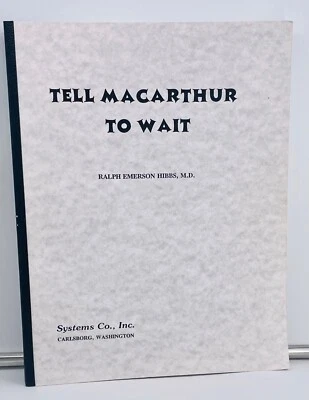 TELL MACARTHUR
TO WAIT
RALPH EMERSON HIBBS, M.D.
Systems Co., Inc.
CARLSBORG, WASHINGTON